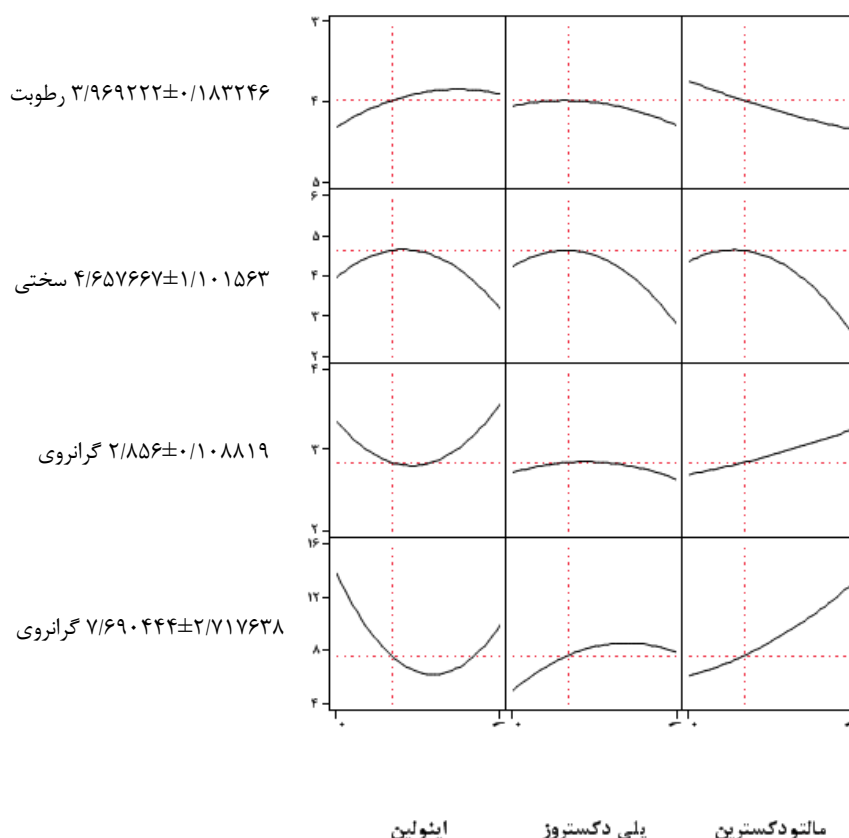 ۳
۳/۹۶۹۲۲۲±۰/۱۸۳۲۴۶ رطوبت
۴
۵
۶
۵
۴/۶۵۷۶۶۷±۱/۱۰۱۵۶۳ سختی
۴
۳
۲
۴
۲/۸۵۶±۰/۱۰۸۸۱۹ گرانروی
۳
۲
۱۶
۱۲
۷/۶۹۰۴۴۴±۲/۷۱۷۶۳۸ گرانروی
۸
۴
مالتودکسترین
پلی دکستروز
اینولین